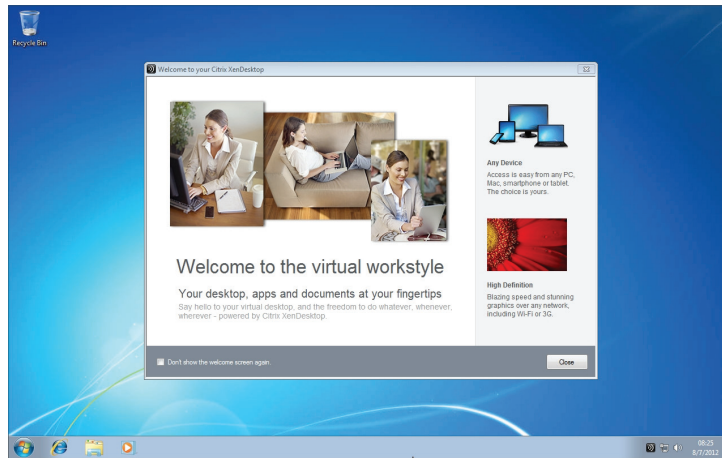 Recycle Bin
Welcome to your Citrix XenDesktop
Any Device
Access is easy from any PC,
Mac, smartphone or tablet.
The choice is yours.
Welcome to the virtual workstyle
Your desktop, apps and documents at your fingertips
Say hello to your virtual desktop, and the freedom to do whatever, whenever,
wherever - powered by Citrix XenDesktop.
High Definition
Blazing speed and stunning
graphics over any network,
including Wi-Fi or 3G.
Don't show the welcome screen again.
Close
08:25
8/7/2012